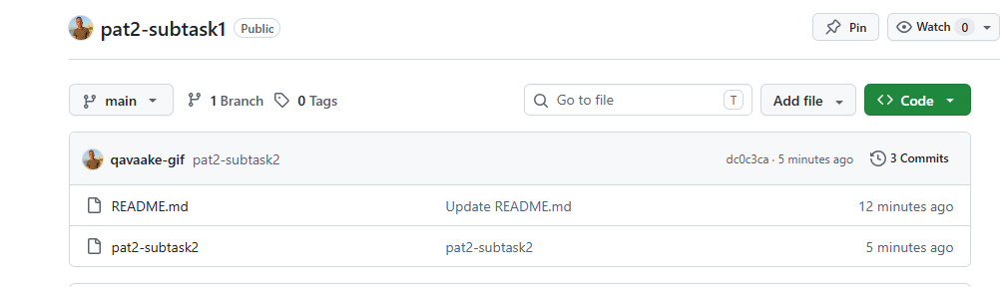 pat2-subtask1 Public Pin Watch 0
main 1 Branch 0 Tags Go to file T Add file Code
qavaake-gif pat2-subtask2 dc0c3ca · 5 minutes ago 3 Commits
README.md Update README.md 12 minutes ago
pat2-subtask2 pat2-subtask2 5 minutes ago